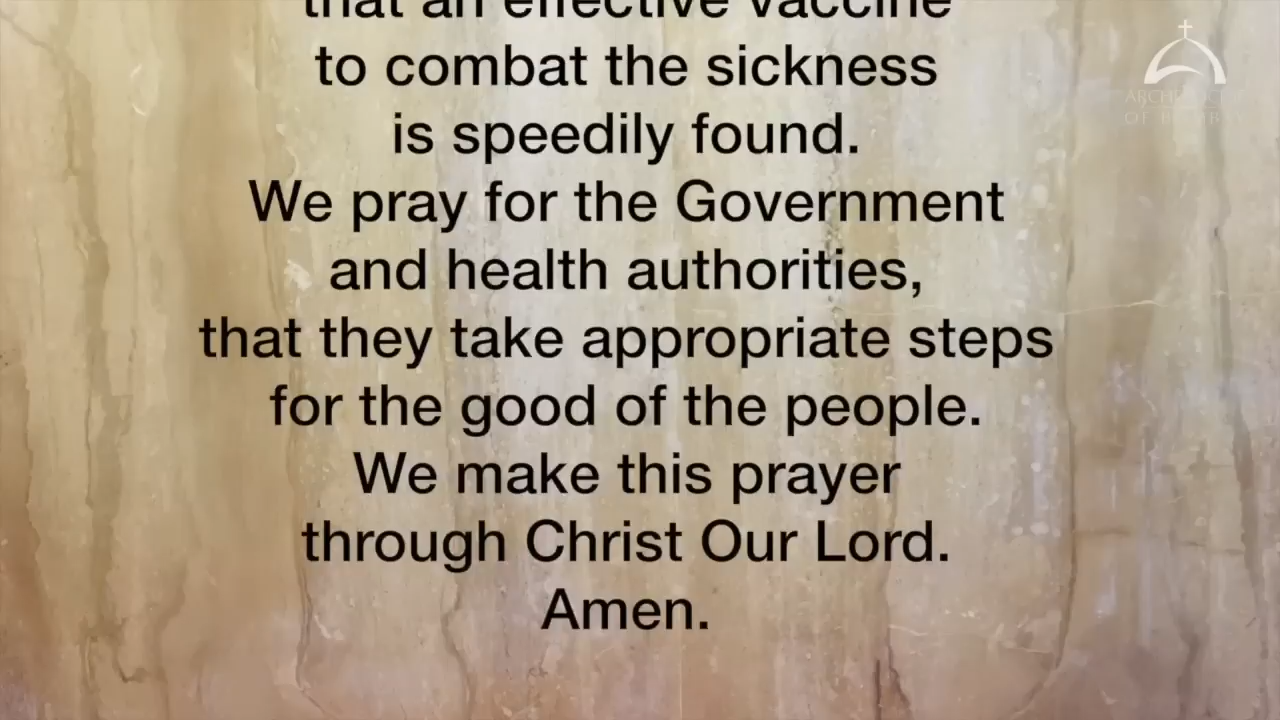 that an effective vaccine
to combat the sickness
is speedily found.
We pray for the Government
and health authorities,
that they take appropriate steps
for the good of the people.
We make this prayer
through Christ Our Lord.
Amen.
OF